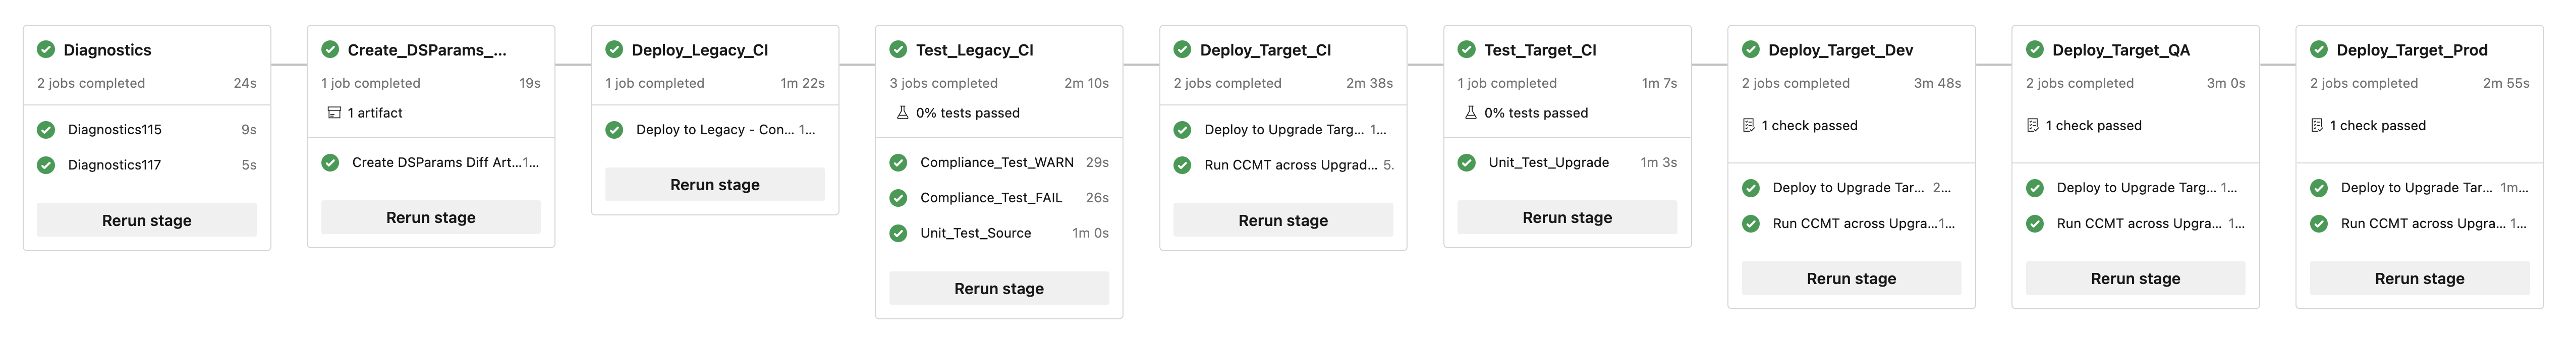 Diagnostics
2 jobs completed 24s
Diagnostics115 9s
Diagnostics117 5s
Rerun stage
Create_DSParams_...
1 job completed 19s
1 artifact
Create DSParams Diff Art...1...
Rerun stage
Deploy_Legacy_CI
1 job completed 1m 22s
Deploy to Legacy - Con... 1...
Rerun stage
Test_Legacy_CI
3 jobs completed 2m 10s
0% tests passed
Compliance_Test_WARN 29s
Compliance_Test_FAIL 26s
Unit_Test_Source 1m 0s
Rerun stage
Deploy_Target_CI
2 jobs completed 2m 38s
Deploy to Upgrade Targ... 1...
Run CCMT across Upgrad... 5.
Rerun stage
Test_Target_CI
1 job completed 1m 7s
0% tests passed
Unit_Test_Upgrade 1m 3s
Rerun stage
Deploy_Target_Dev
2 jobs completed 3m 48s
1 check passed
Deploy to Upgrade Tar... 2...
Run CCMT across Upgra...1...
Rerun stage
Deploy_Target_QA
2 jobs completed 3m 0s
1 check passed
Deploy to Upgrade Targ... 1...
Run CCMT across Upgra... 1...
Rerun stage
Deploy_Target_Prod
2 jobs completed 2m 55s
1 check passed
Deploy to Upgrade Tar... 1m...
Run CCMT across Upgra... 1...
Rerun stage